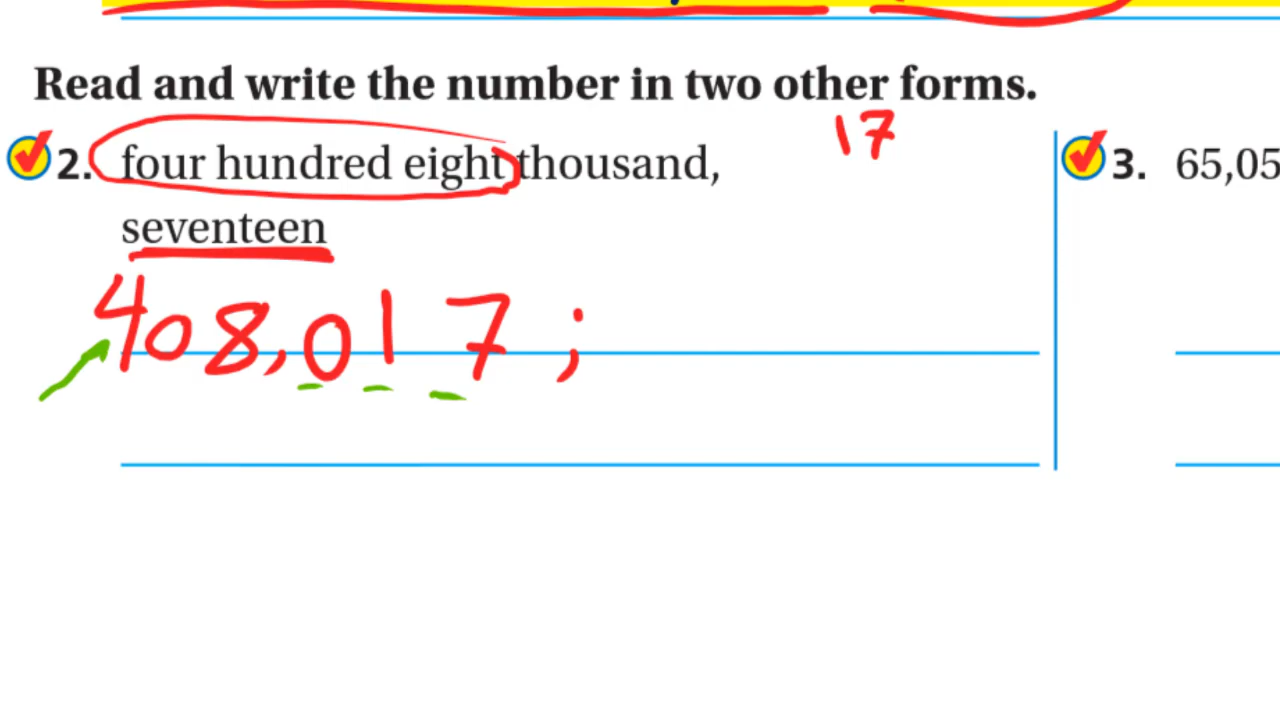 Read and write the number in two other forms.
17
2. four hundred eight thousand,
seventeen
408,017;
3. 65,05